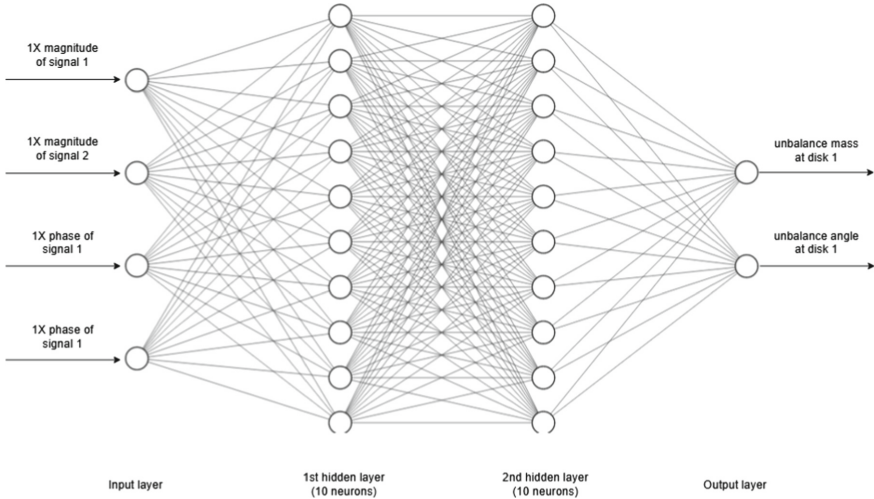 1X magnitude
of signal 1
1X magnitude
of signal 2
1X phase of
signal 1
1X phase of
signal 1
unbalance mass
at disk 1
unbalance angle
at disk 1
Input layer
1st hidden layer
(10 neurons)
2nd hidden layer
(10 neurons)
Output layer